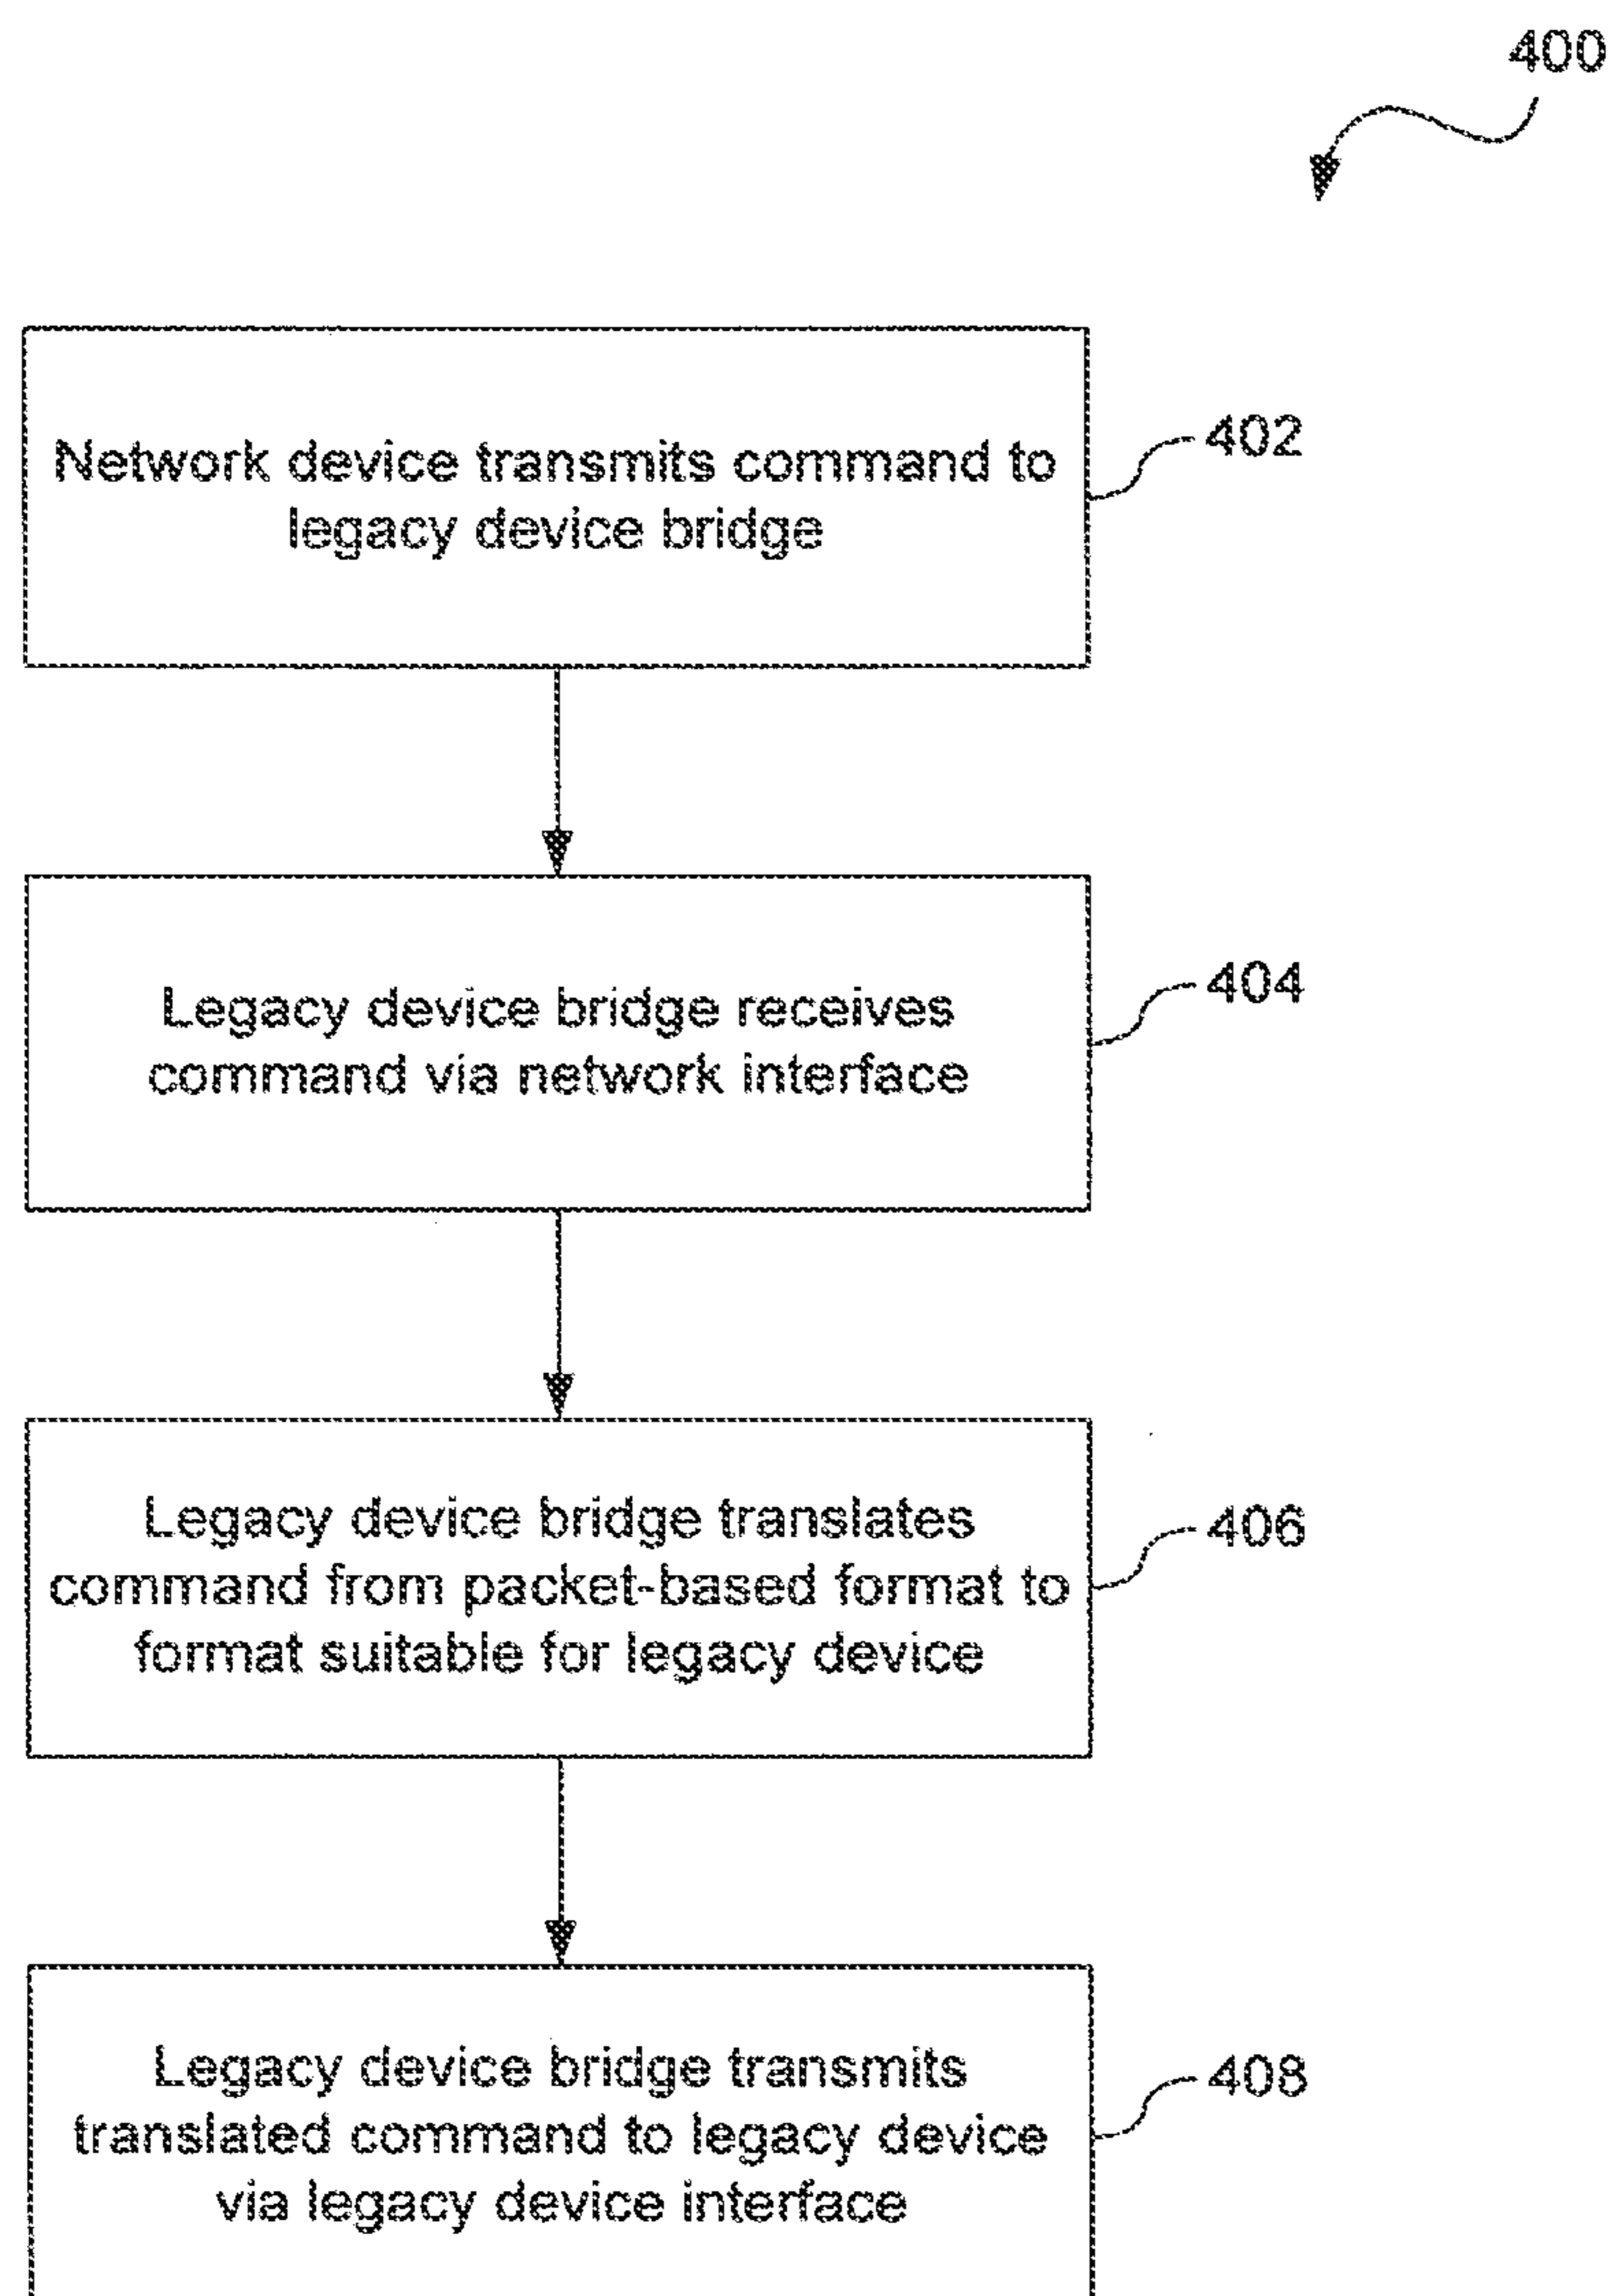 400
Network device transmits command to
legacy device bridge
402
Legacy device bridge receives
command via network interface
404
Legacy device bridge translates
command from packet-based format to
format suitable for legacy device
406
Legacy device bridge transmits
translated command to legacy device
via legacy device interface
408